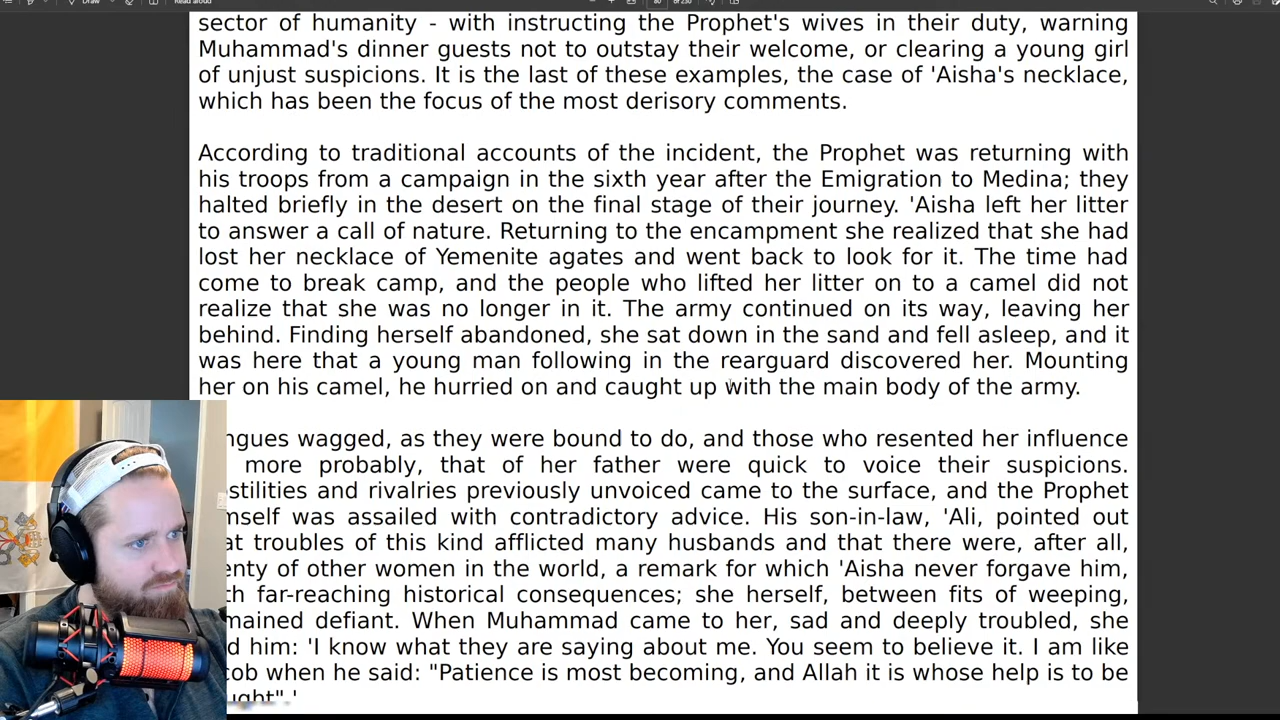 Draw
Read aloud
sector of humanity - with instructing the Prophet's wives in their duty, warning
Muhammad's dinner guests not to outstay their welcome, or clearing a young girl
of unjust suspicions. It is the last of these examples, the case of 'Aisha's necklace,
which has been the focus of the most derisory comments.
According to traditional accounts of the incident, the Prophet was returning with
his troops from a campaign in the sixth year after the Emigration to Medina; they
halted briefly in the desert on the final stage of their journey. 'Aisha left her litter
to answer a call of nature. Returning to the encampment she realized that she had
lost her necklace of Yemenite agates and went back to look for it. The time had
come to break camp, and the people who lifted her litter on to a camel did not
realize that she was no longer in it. The army continued on its way, leaving her
behind. Finding herself abandoned, she sat down in the sand and fell asleep, and it
was here that a young man following in the rearguard discovered her. Mounting
her on his camel, he hurried on and caught up with the main body of the army.
ngues wagged, as they were bound to do, and those who resented her influence
more probably, that of her father were quick to voice their suspicions.
stilities and rivalries previously unvoiced came to the surface, and the Prophet
mself was assailed with contradictory advice. His son-in-law, 'Ali, pointed out
at troubles of this kind afflicted many husbands and that there were, after all,
enty of other women in the world, a remark for which 'Aisha never forgave him,
th far-reaching historical consequences; she herself, between fits of weeping,
mained defiant. When Muhammad came to her, sad and deeply troubled, she
d him: 'I know what they are saying about me. You seem to believe it. I am like
cob when he said: "Patience is most becoming, and Allah it is whose help is to be
ught".'